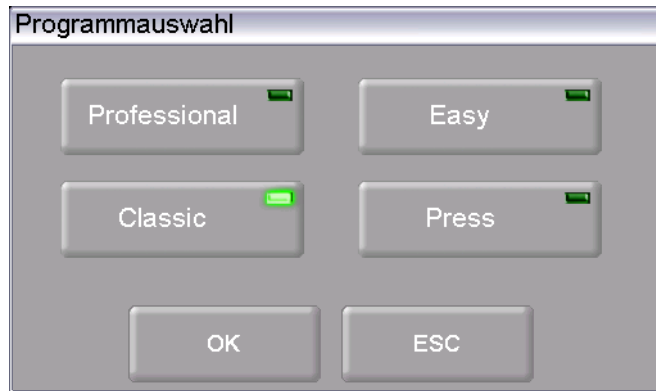 Programmauswahl
Professional
Easy
Classic
Press
OK
ESC